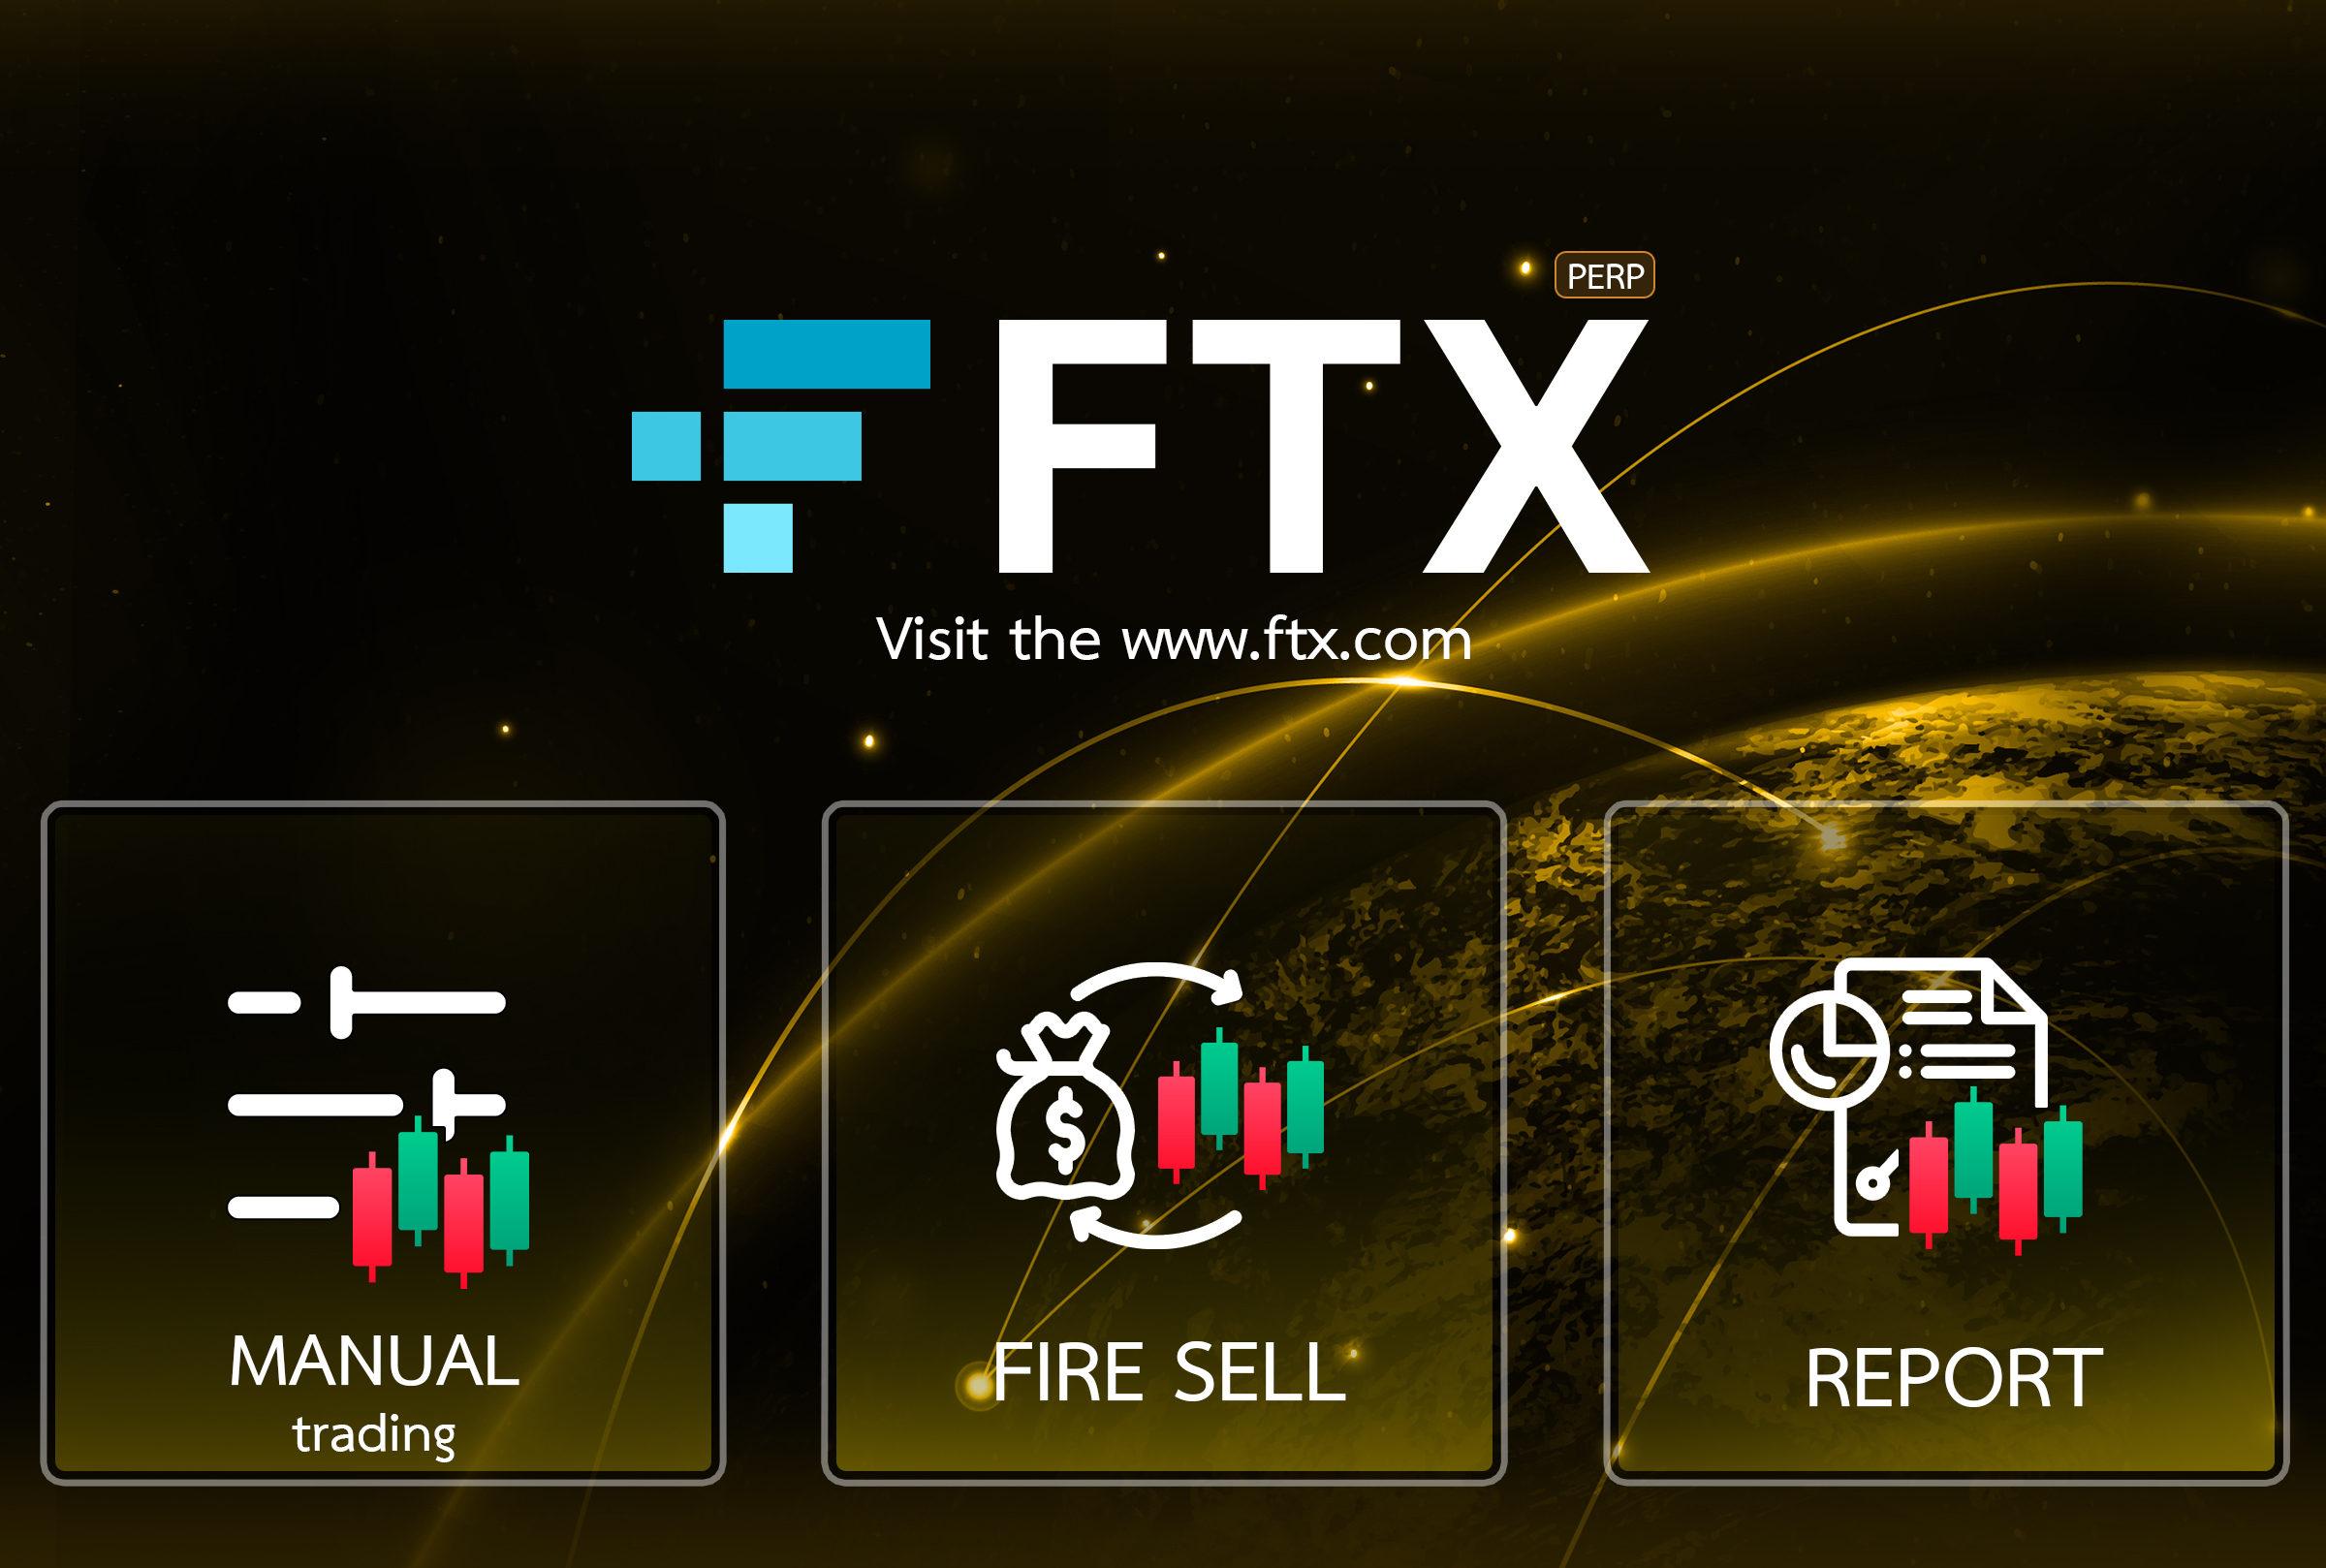 PERP
FTX
Visit the www.ftx.com
MANUAL
trading
FIRE SELL
REPORT